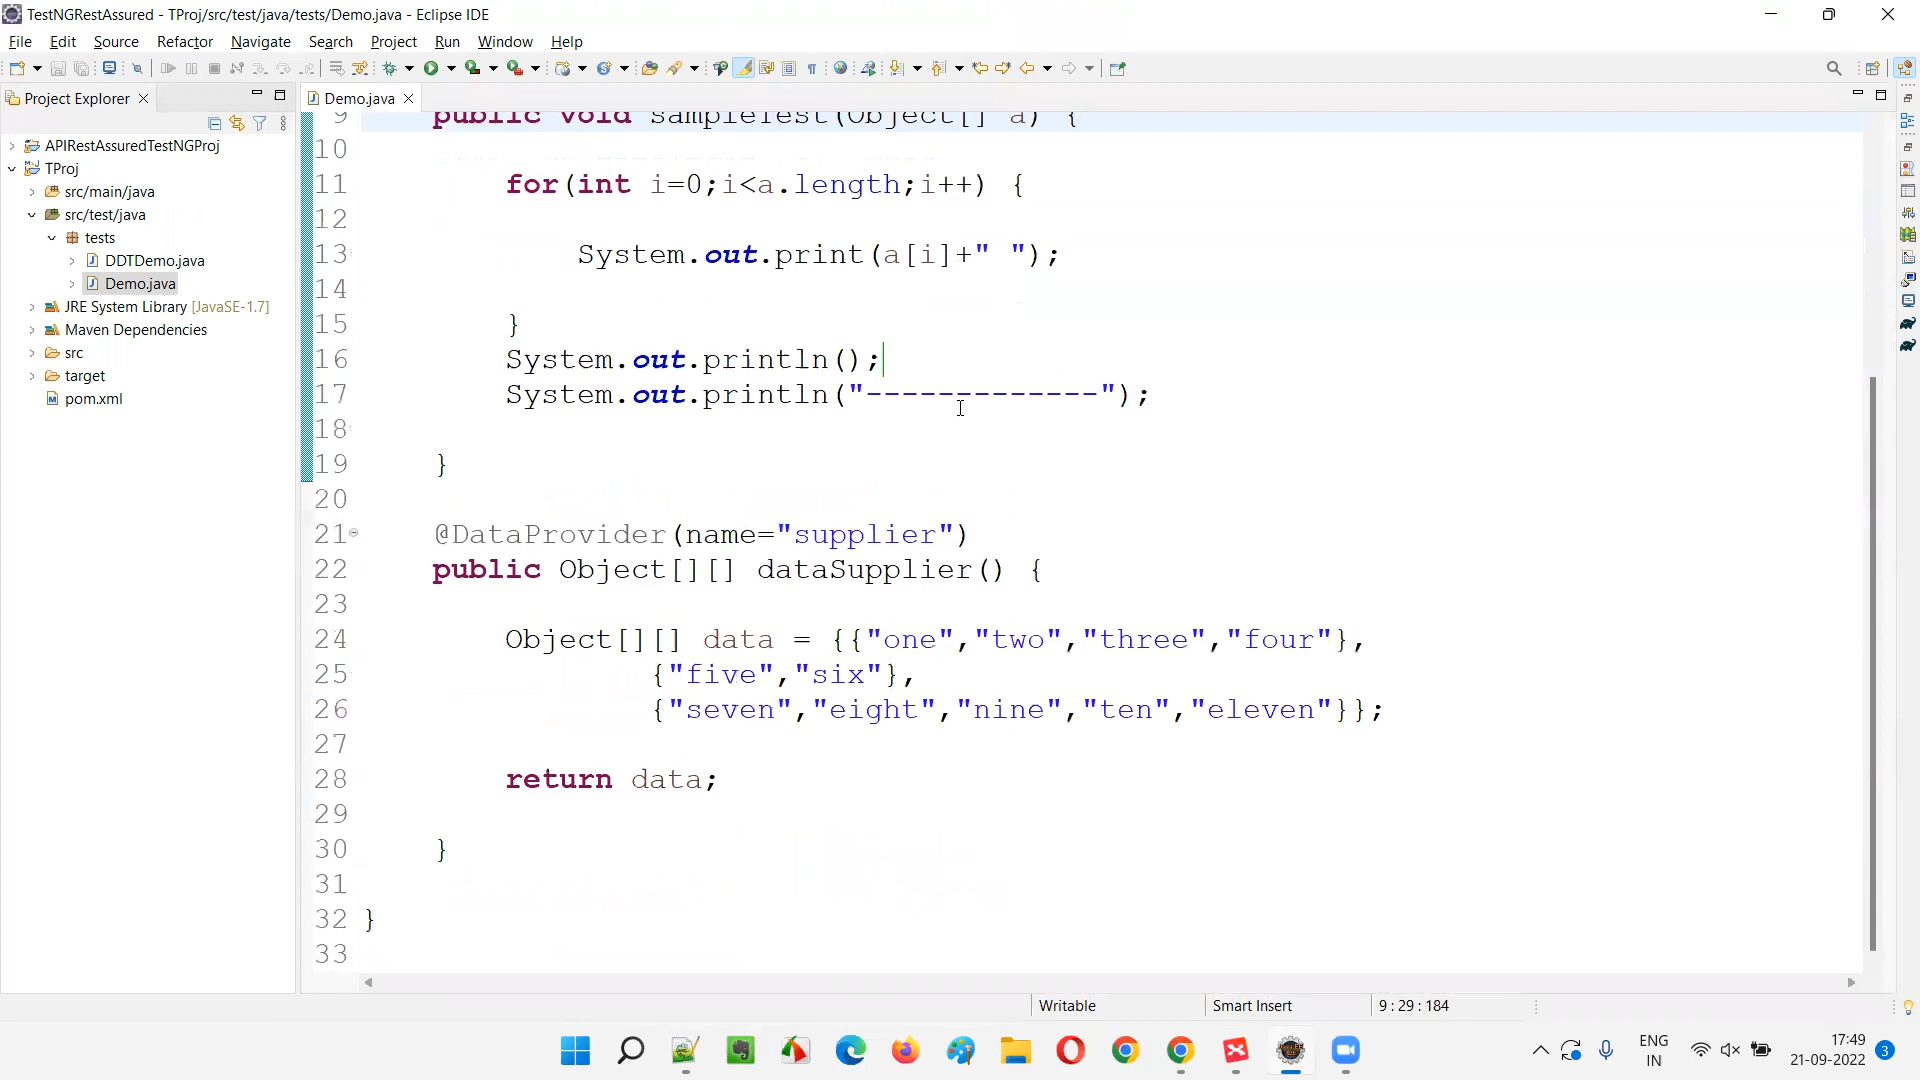 TestNGRestAssured - TProj/src/test/java/tests/Demo.java - Eclipse IDE
File Edit Source Refactor Navigate Search Project Run Window Help
Project Explorer
Demo.java
APIRestAssuredTestNGProj
TProj
src/main/java
src/test/java
tests
DDTDemo.java
Demo.java
JRE System Library [JavaSE-1.7]
Maven Dependencies
src
target
pom.xml
9 public void sampleTest(Object[] a) {
10
11 for(int i=0;i<a.length;i++) {
12
13 System.out.print(a[i]+" ");
14
15 }
16 System.out.println();
17 System.out.println("-------------");
18
19 }
20
21 @DataProvider(name="supplier")
22 public Object[][] dataSupplier() {
23
24 Object[][] data = {{"one","two","three","four"},
25 {"five","six"},
26 {"seven","eight","nine","ten","eleven"}};
27
28 return data;
29
30 }
31
32 }
33
Writable Smart Insert 9 : 29 : 184
ENG
IN
17:49
21-09-2022
3